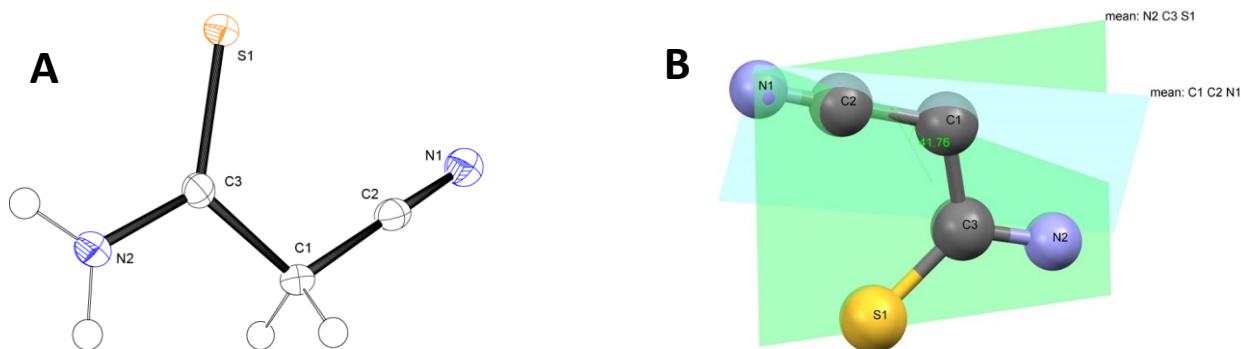 A
S1
N1
C2
C3
C1
N2
B
mean: N2 C3 S1
mean: C1 C2 N1
N1
C2
C1
41.76
C3
N2
S1